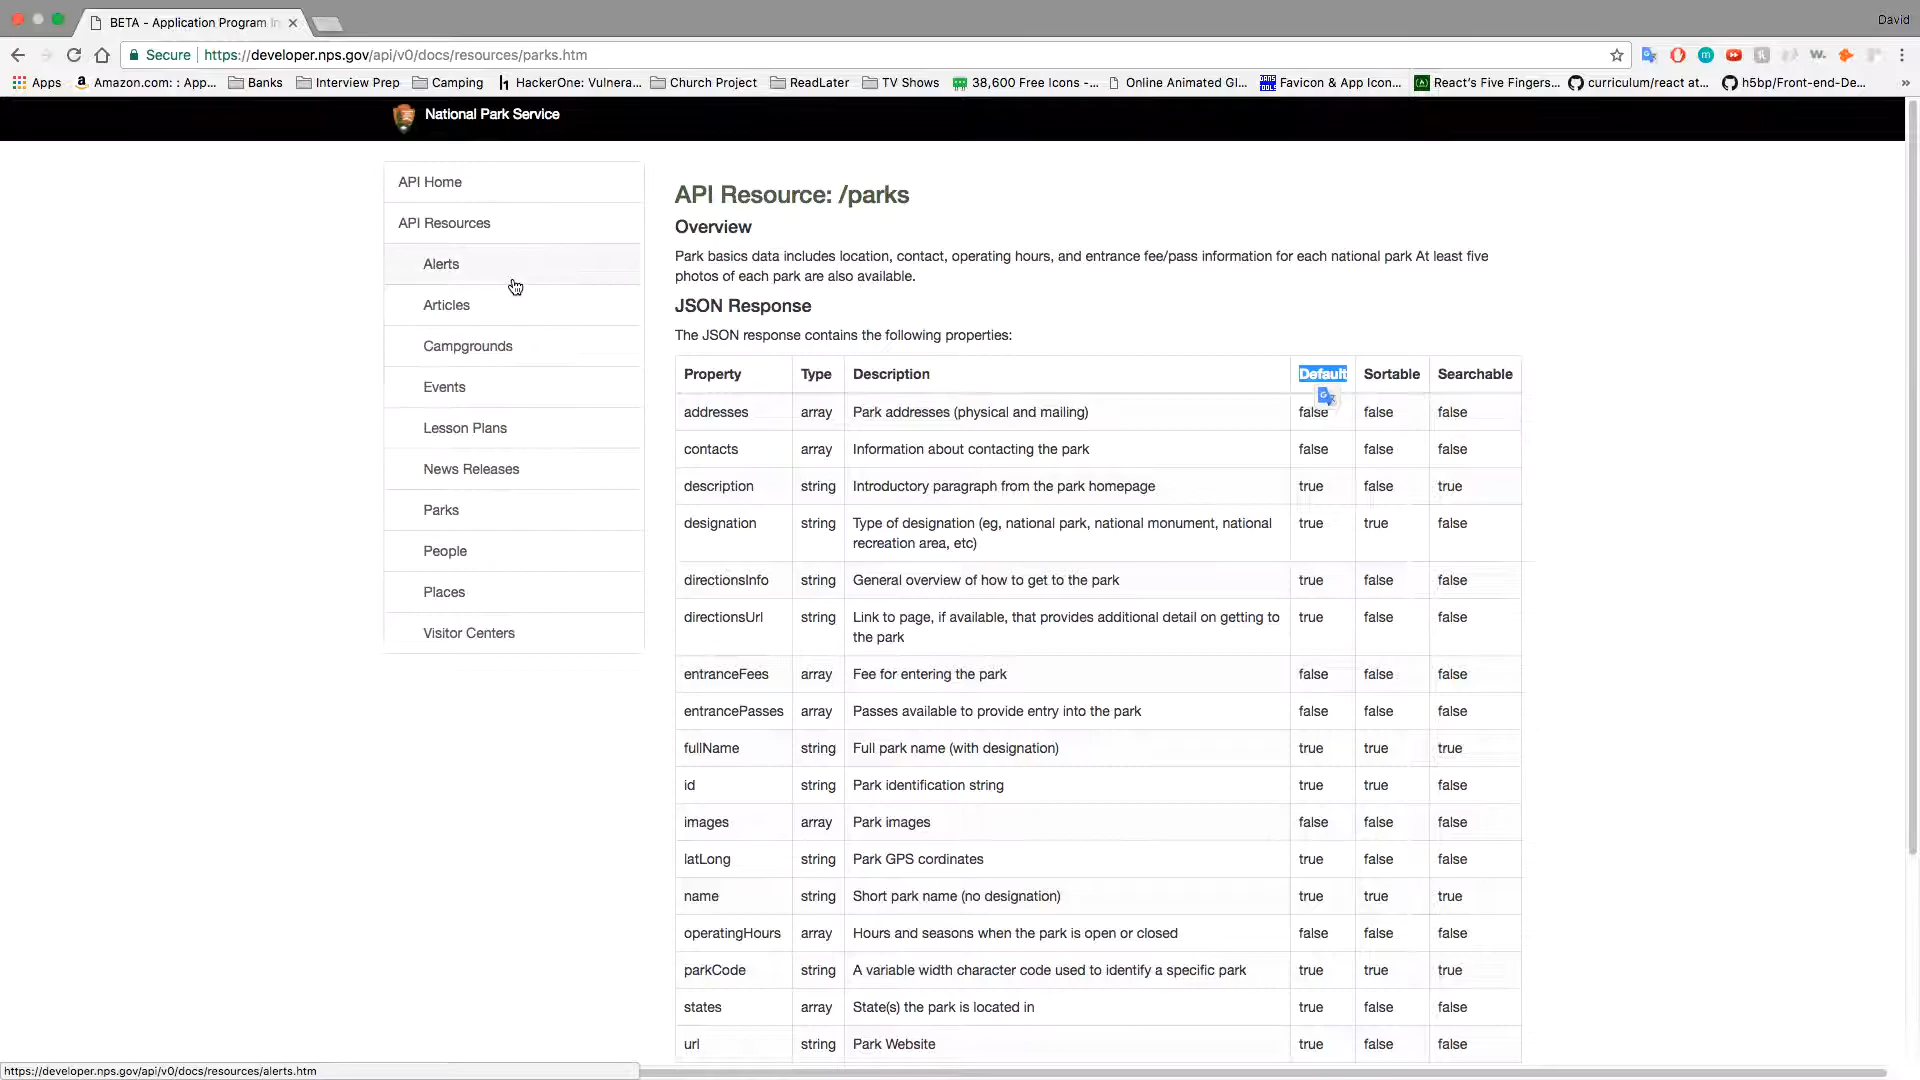 David
BETA - Application Program In
Secure | https://developer.nps.gov/api/v0/docs/resources/parks.htm
Apps Amazon.com: : App... Banks Interview Prep Camping HackerOne: Vulnera... Church Project ReadLater TV Shows 38,600 Free Icons -... Online Animated GI... Favicon & App Icon... React's Five Fingers... curriculum/react at... h5bp/Front-end-De... »
National Park Service
API Home
API Resources
Alerts
Articles
Campgrounds
Events
Lesson Plans
News Releases
Parks
People
Places
Visitor Centers
API Resource: /parks
Overview
Park basics data includes location, contact, operating hours, and entrance fee/pass information for each national park At least five
photos of each park are also available.
JSON Response
The JSON response contains the following properties:
Property Type Description Default Sortable Searchable
addresses array Park addresses (physical and mailing) false false false
contacts array Information about contacting the park false false false
description string Introductory paragraph from the park homepage true false true
designation string Type of designation (eg, national park, national monument, national true true false
recreation area, etc)
directionsInfo string General overview of how to get to the park true false false
directionsUrl string Link to page, if available, that provides additional detail on getting to true false false
the park
entranceFees array Fee for entering the park false false false
entrancePasses array Passes available to provide entry into the park false false false
fullName string Full park name (with designation) true true true
id string Park identification string true true false
images array Park images false false false
latLong string Park GPS cordinates true false false
name string Short park name (no designation) true true true
operatingHours array Hours and seasons when the park is open or closed false false false
parkCode string A variable width character code used to identify a specific park true true true
states array State(s) the park is located in true false false
url string Park Website true false false
https://developer.nps.gov/api/v0/docs/resources/alerts.htm